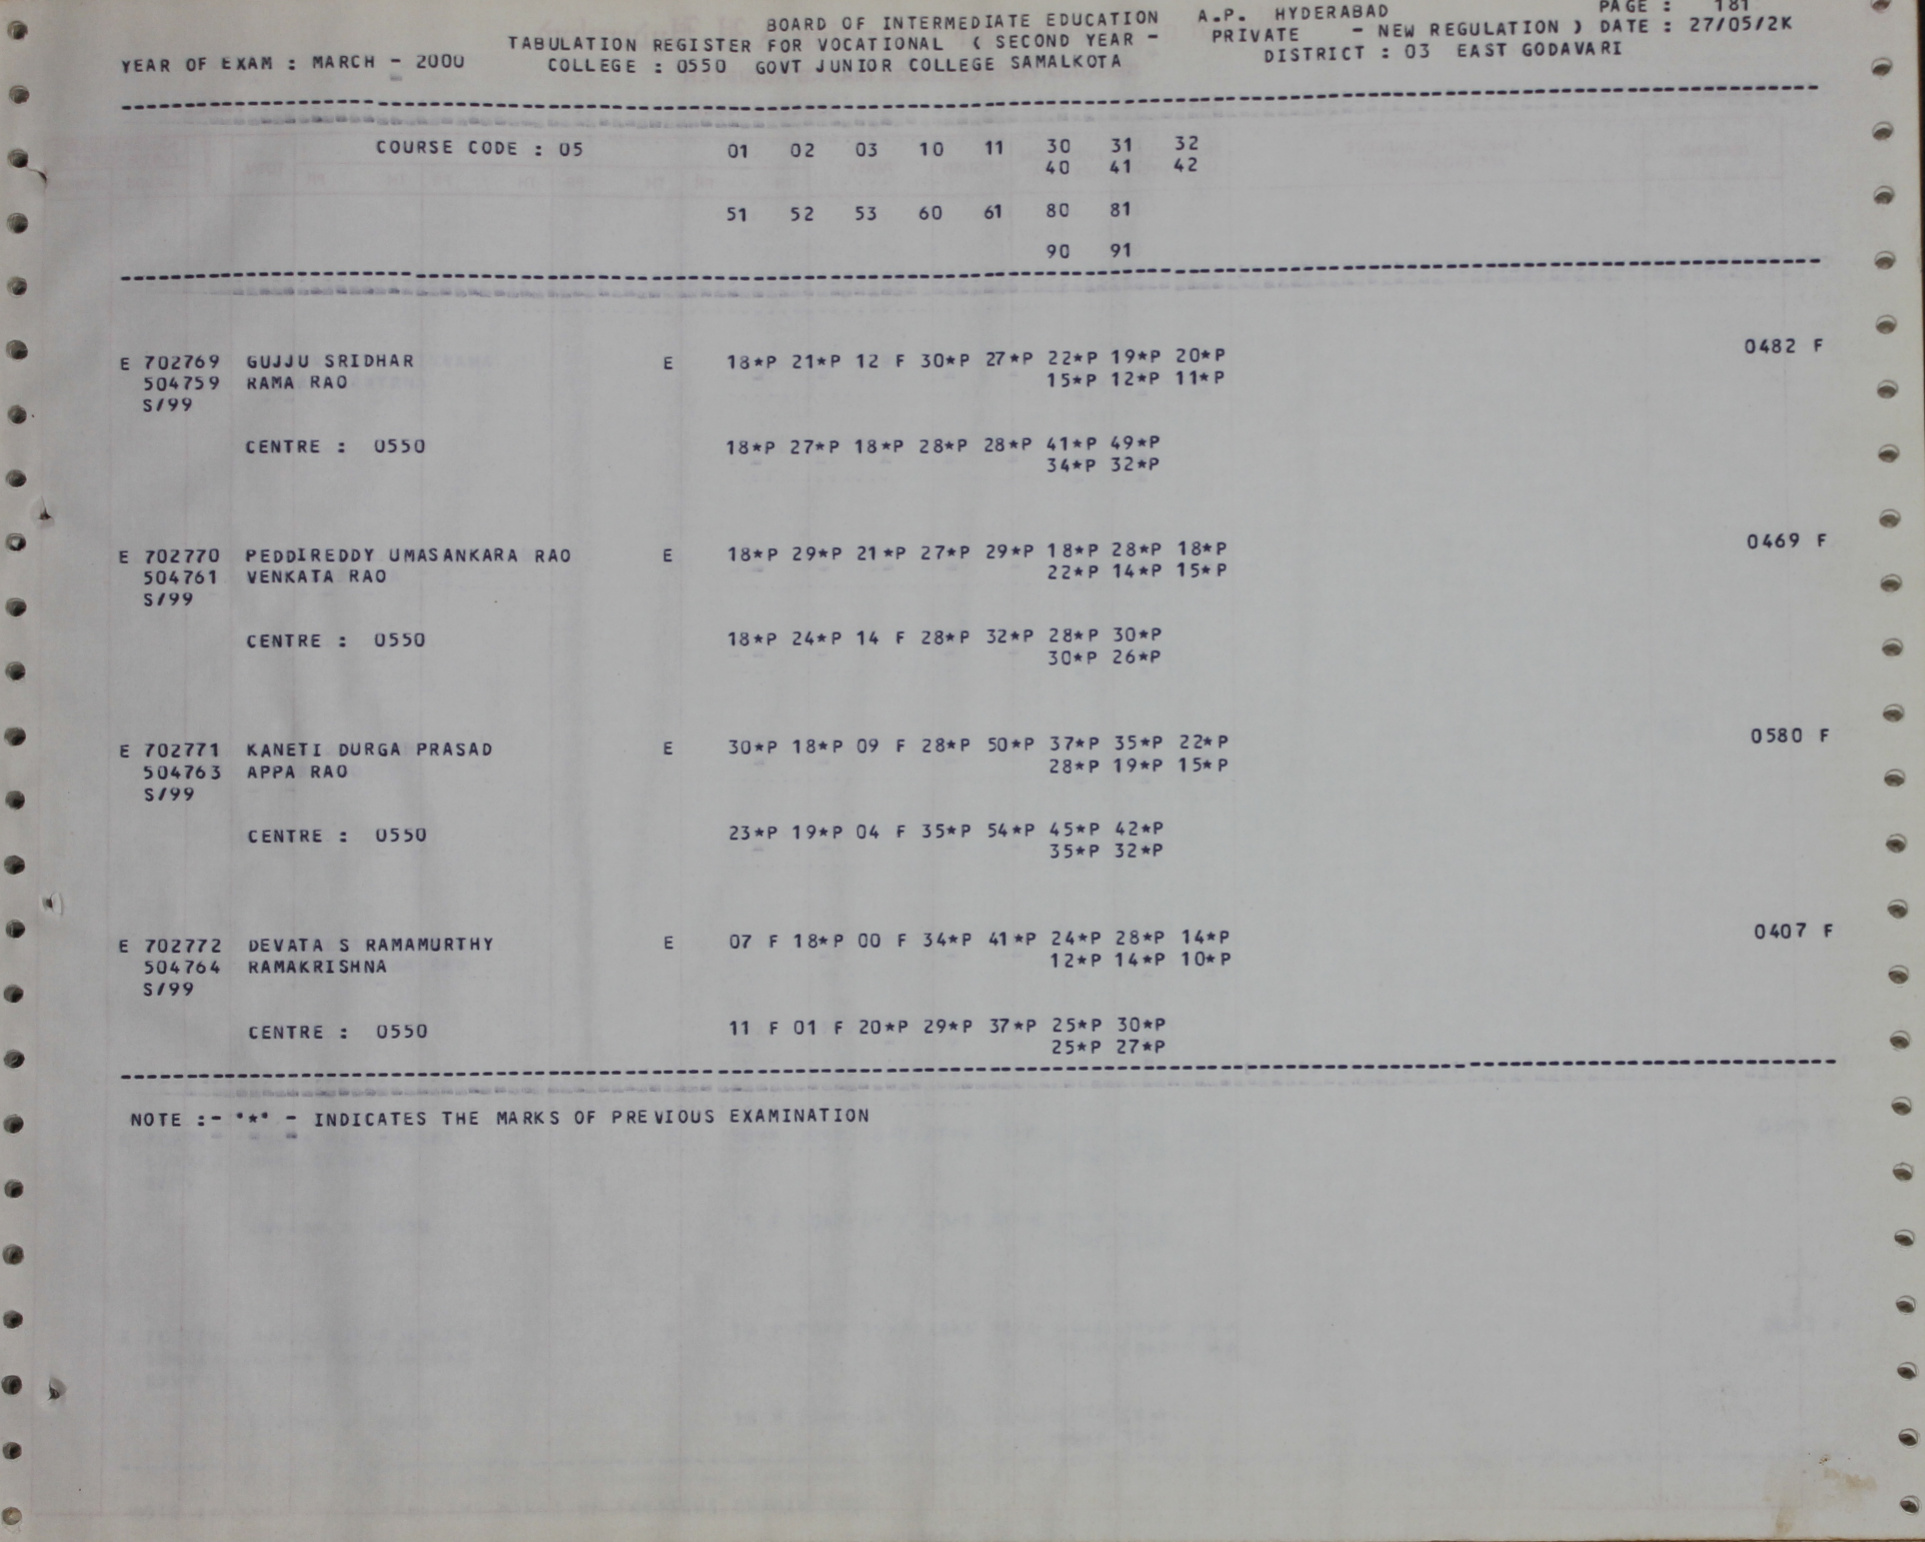 BOARD OF INTERMEDIATE EDUCATION A.P. HYDERABAD PAGE : 181
TABULATION REGISTER FOR VOCATIONAL ( SECOND YEAR - PRIVATE - NEW REGULATION ) DATE : 27/05/2K
YEAR OF EXAM : MARCH - 2000 COLLEGE : 0550 GOVT JUNIOR COLLEGE SAMALKOTA DISTRICT : 03 EAST GODAVARI
COURSE CODE : 05 01 02 03 10 11 30 31 32
40 41 42
51 52 53 60 61 80 81
90 91
E 702769 GUJJU SRIDHAR E 18*P 21*P 12 F 30*P 27*P 22*P 19*P 20*P 0482 F
504759 RAMA RAO 15*P 12*P 11*P
S/99
CENTRE : 0550 18*P 27*P 18*P 28*P 28*P 41*P 49*P
34*P 32*P
E 702770 PEDDIREDDY UMASANKARA RAO E 18*P 29*P 21*P 27*P 29*P 18*P 28*P 18*P 0469 F
504761 VENKATA RAO 22*P 14*P 15*P
S/99
CENTRE : 0550 18*P 24*P 14 F 28*P 32*P 28*P 30*P
30*P 26*P
E 702771 KANETI DURGA PRASAD E 30*P 18*P 09 F 28*P 50*P 37*P 35*P 22*P 0580 F
504763 APPA RAO 28*P 19*P 15*P
S/99
CENTRE : 0550 23*P 19*P 04 F 35*P 54*P 45*P 42*P
35*P 32*P
E 702772 DEVATA S RAMAMURTHY E 07 F 18*P 00 F 34*P 41*P 24*P 28*P 14*P 0407 F
504764 RAMAKRISHNA 12*P 14*P 10*P
S/99
CENTRE : 0550 11 F 01 F 20*P 29*P 37*P 25*P 30*P
25*P 27*P
NOTE :- '*' - INDICATES THE MARKS OF PREVIOUS EXAMINATION